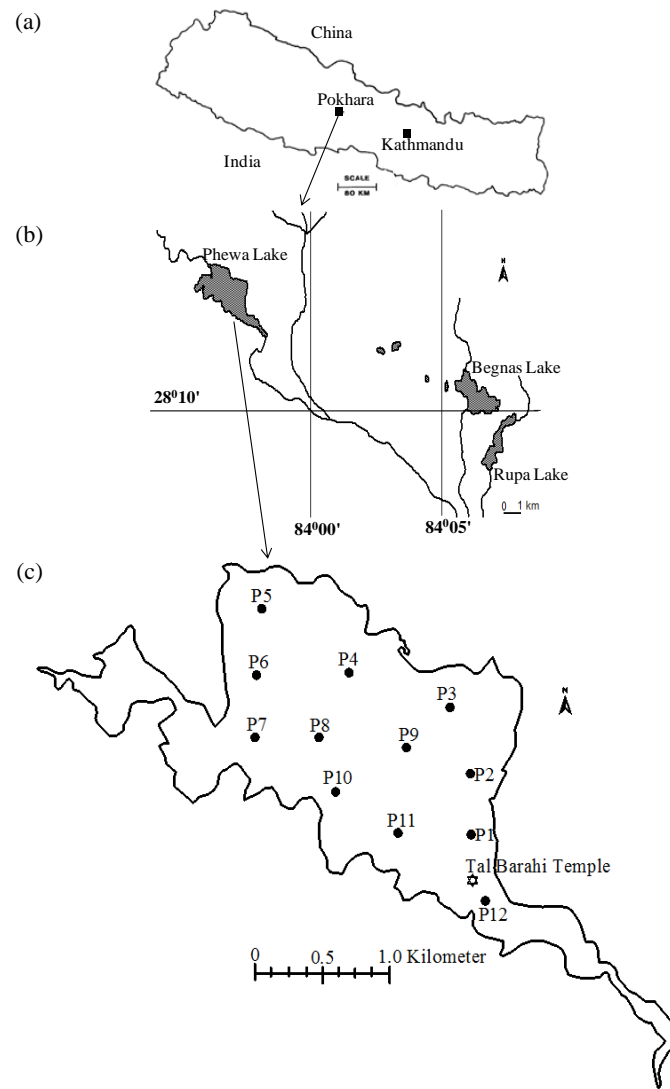 (a)
China
Pokhara
Kathmandu
India
SCALE
80 KM
(b)
Phewa Lake
N
Begnas Lake
28⁰10'
Rupa Lake
0 1 km
84⁰00'
84⁰05'
(c)
P5
P6
P4
N
P3
P7
P8
P9
P2
P10
P11
P1
Tal Barahi Temple
P12
0 0.5 1.0 Kilometer